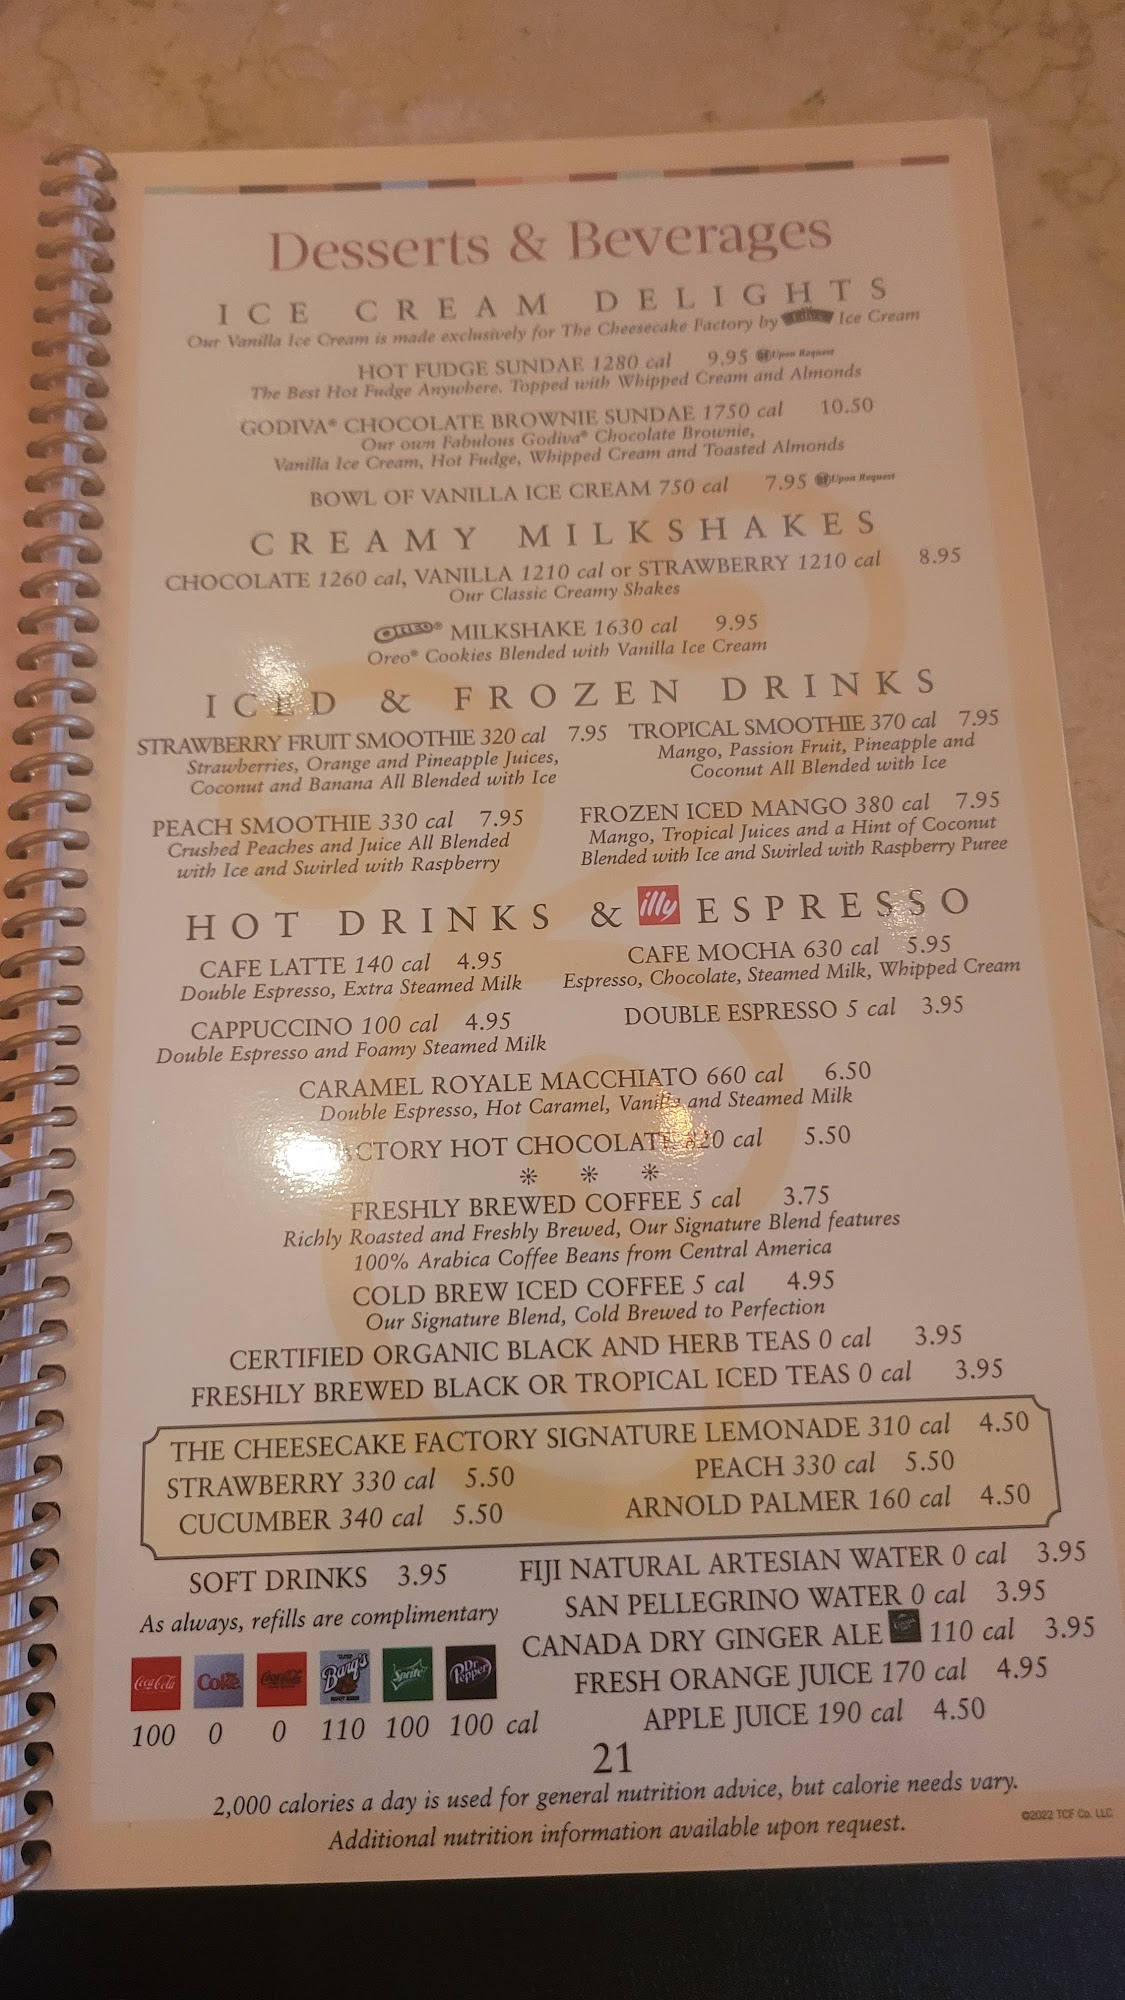 Desserts & Beverages
ICE CREAM DELIGHTS
Our Vanilla Ice Cream is made exclusively for The Cheesecake Factory by Ice Cream
HOT FUDGE SUNDAE 1280 cal 9.95 GF Upon Request
The Best Hot Fudge Anywhere. Topped with Whipped Cream and Almonds
GODIVA® CHOCOLATE BROWNIE SUNDAE 1750 cal 10.50
Our own Fabulous Godiva® Chocolate Brownie,
Vanilla Ice Cream, Hot Fudge, Whipped Cream and Toasted Almonds
BOWL OF VANILLA ICE CREAM 750 cal 7.95 GF Upon Request
CREAMY MILKSHAKES
CHOCOLATE 1260 cal, VANILLA 1210 cal or STRAWBERRY 1210 cal 8.95
Our Classic Creamy Shakes
OREO® MILKSHAKE 1630 cal 9.95
Oreo® Cookies Blended with Vanilla Ice Cream
ICED & FROZEN DRINKS
STRAWBERRY FRUIT SMOOTHIE 320 cal 7.95
Strawberries, Orange and Pineapple Juices,
Coconut and Banana All Blended with Ice
TROPICAL SMOOTHIE 370 cal 7.95
Mango, Passion Fruit, Pineapple and
Coconut All Blended with Ice
PEACH SMOOTHIE 330 cal 7.95
Crushed Peaches and Juice All Blended
with Ice and Swirled with Raspberry
FROZEN ICED MANGO 380 cal 7.95
Mango, Tropical Juices and a Hint of Coconut
Blended with Ice and Swirled with Raspberry Puree
HOT DRINKS & illy ESPRESSO
CAFE LATTE 140 cal 4.95
Double Espresso, Extra Steamed Milk
CAFE MOCHA 630 cal 5.95
Espresso, Chocolate, Steamed Milk, Whipped Cream
CAPPUCCINO 100 cal 4.95
Double Espresso and Foamy Steamed Milk
DOUBLE ESPRESSO 5 cal 3.95
CARAMEL ROYALE MACCHIATO 660 cal 6.50
Double Espresso, Hot Caramel, Vanilla and Steamed Milk
FACTORY HOT CHOCOLATE 820 cal 5.50
FRESHLY BREWED COFFEE 5 cal 3.75
Richly Roasted and Freshly Brewed, Our Signature Blend features
100% Arabica Coffee Beans from Central America
COLD BREW ICED COFFEE 5 cal 4.95
Our Signature Blend, Cold Brewed to Perfection
CERTIFIED ORGANIC BLACK AND HERB TEAS 0 cal 3.95
FRESHLY BREWED BLACK OR TROPICAL ICED TEAS 0 cal 3.95
THE CHEESECAKE FACTORY SIGNATURE LEMONADE 310 cal 4.50
STRAWBERRY 330 cal 5.50
PEACH 330 cal 5.50
CUCUMBER 340 cal 5.50
ARNOLD PALMER 160 cal 4.50
SOFT DRINKS 3.95
As always, refills are complimentary
Coca-Cola Diet Coke Coca-Cola Barq's Sprite Dr Pepper
100 0 0 110 100 100 cal
FIJI NATURAL ARTESIAN WATER 0 cal 3.95
SAN PELLEGRINO WATER 0 cal 3.95
CANADA DRY GINGER ALE 110 cal 3.95
FRESH ORANGE JUICE 170 cal 4.95
APPLE JUICE 190 cal 4.50
21
2,000 calories a day is used for general nutrition advice, but calorie needs vary.
Additional nutrition information available upon request.
©2022 TCF Co. LLC